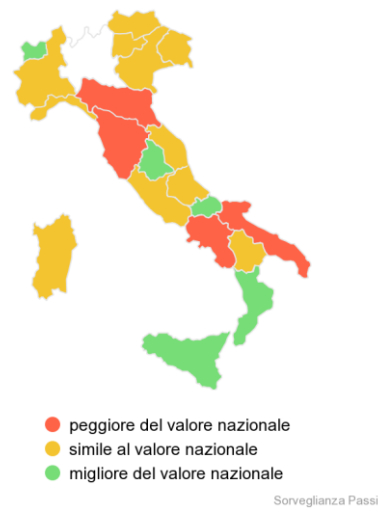 peggiore del valore nazionale
simile al valore nazionale
migliore del valore nazionale
Sorveglianza Passi